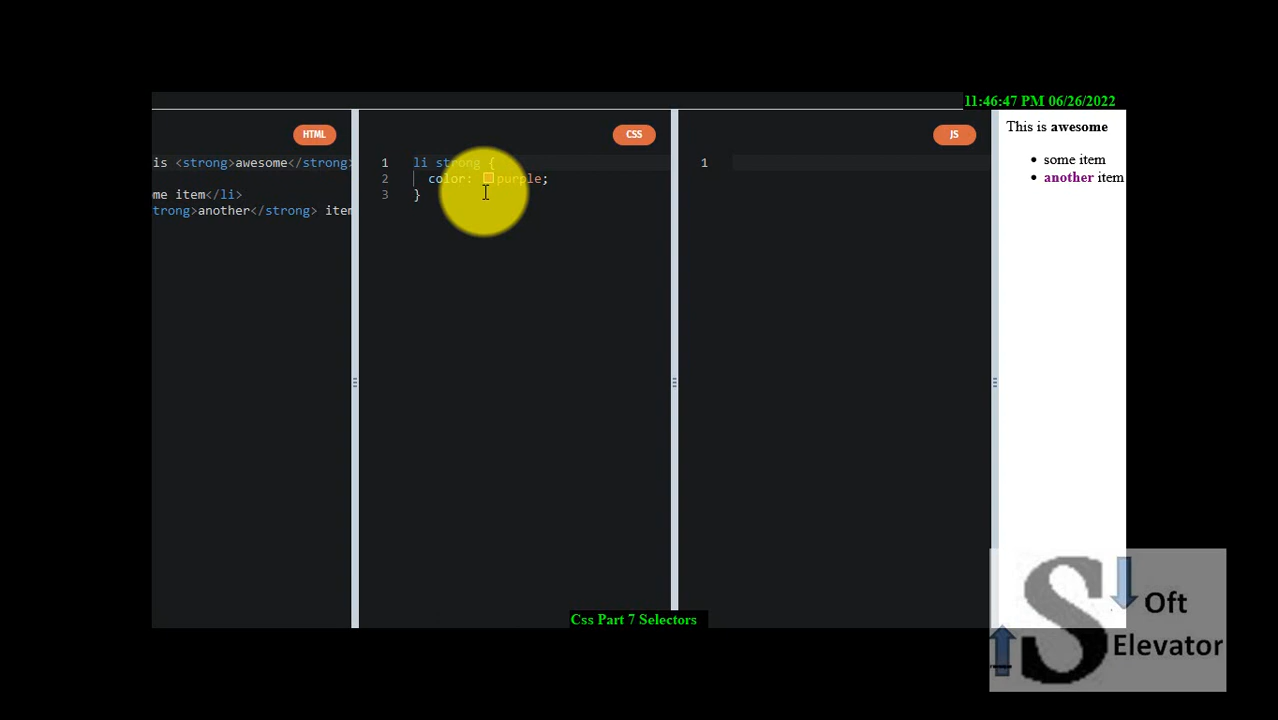 11:46:47 PM 06/26/2022
HTML
is <strong>awesome</strong>
me item</li>
trong>another</strong> item
CSS
1 li strong {
2 color: purple;
3 }
JS
1
This is awesome
• some item
• another item
Css Part 7 Selectors
S Oft
Elevator